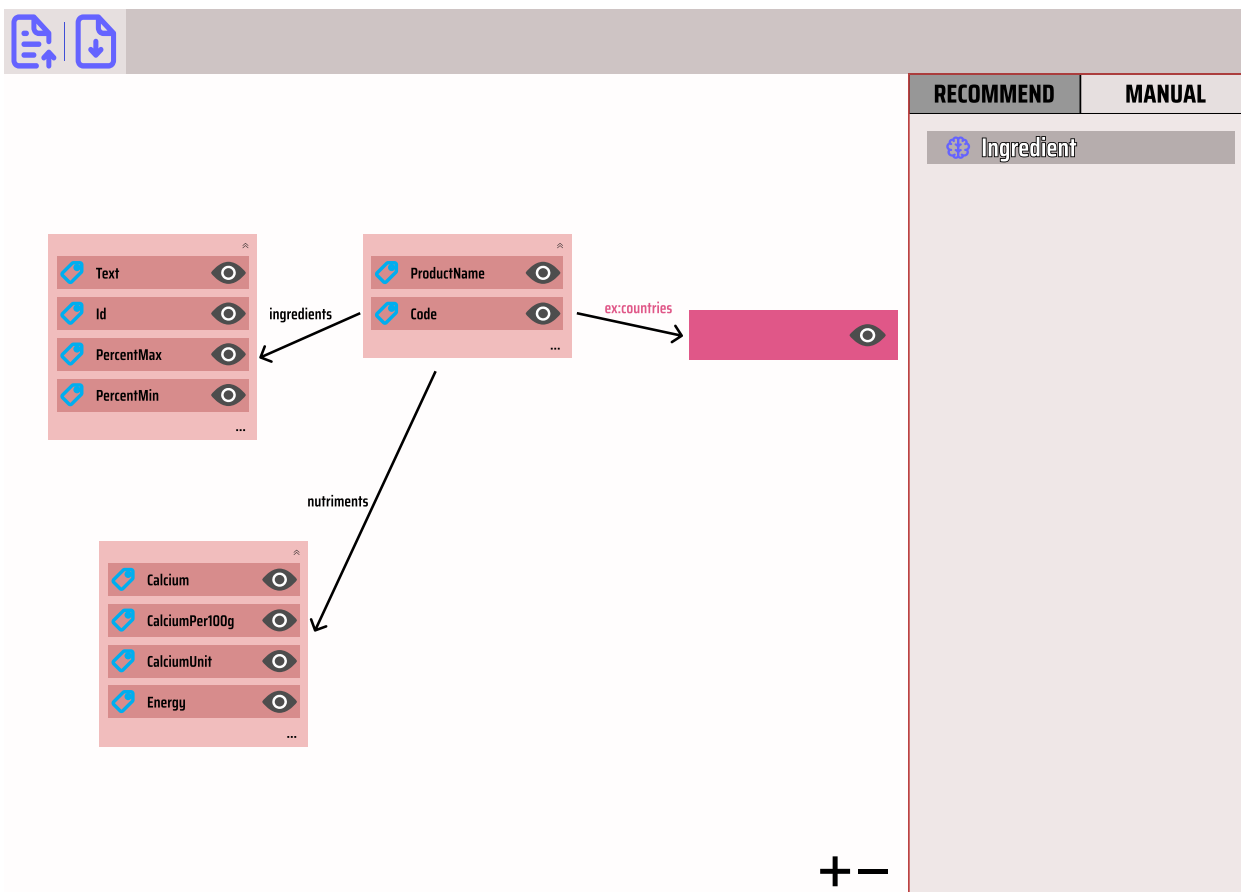 RECOMMEND MANUAL
Ingredient
Text
Id
PercentMax
PercentMin
...
ingredients
ProductName
Code
...
ex:countries
nutriments
Calcium
CalciumPer100g
CalciumUnit
Energy
...